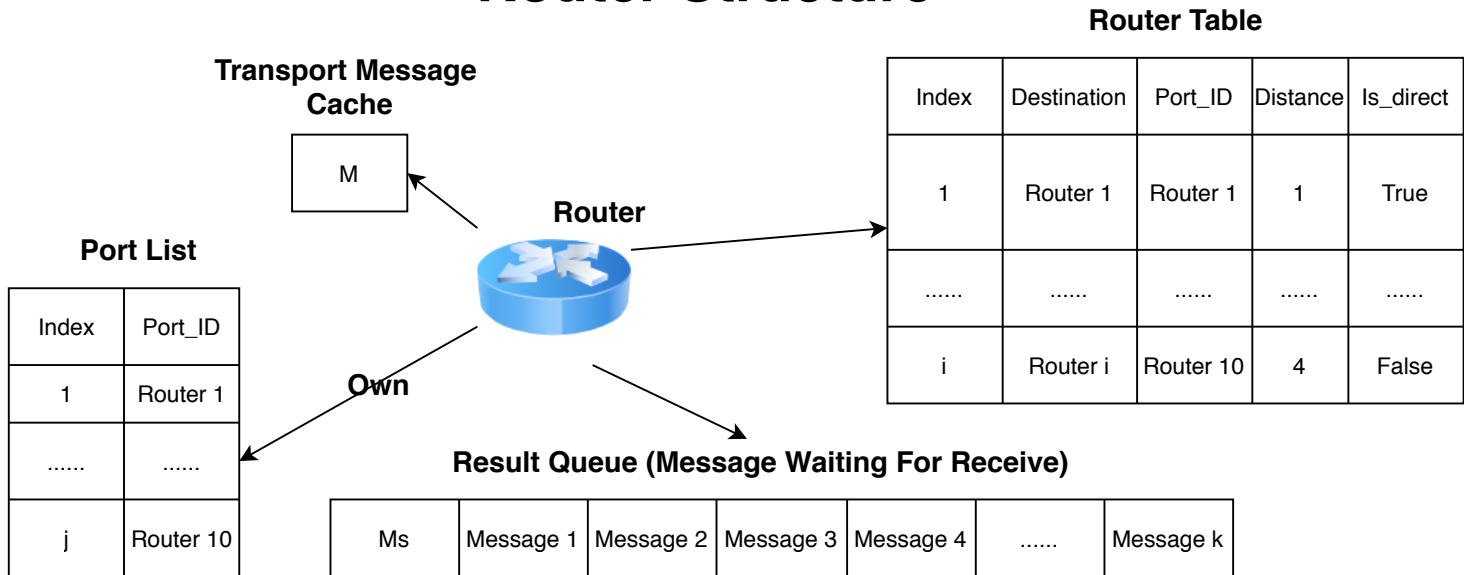 Router Structure
Router Table
Index Destination Port_ID Distance Is_direct
1 Router 1 Router 1 1 True
...... ...... ...... ...... ......
i Router i Router 10 4 False
Transport Message
Cache
M
Router
Port List
Index Port_ID
1 Router 1
...... ......
j Router 10
Own
Result Queue (Message Waiting For Receive)
Ms Message 1 Message 2 Message 3 Message 4 ...... Message k